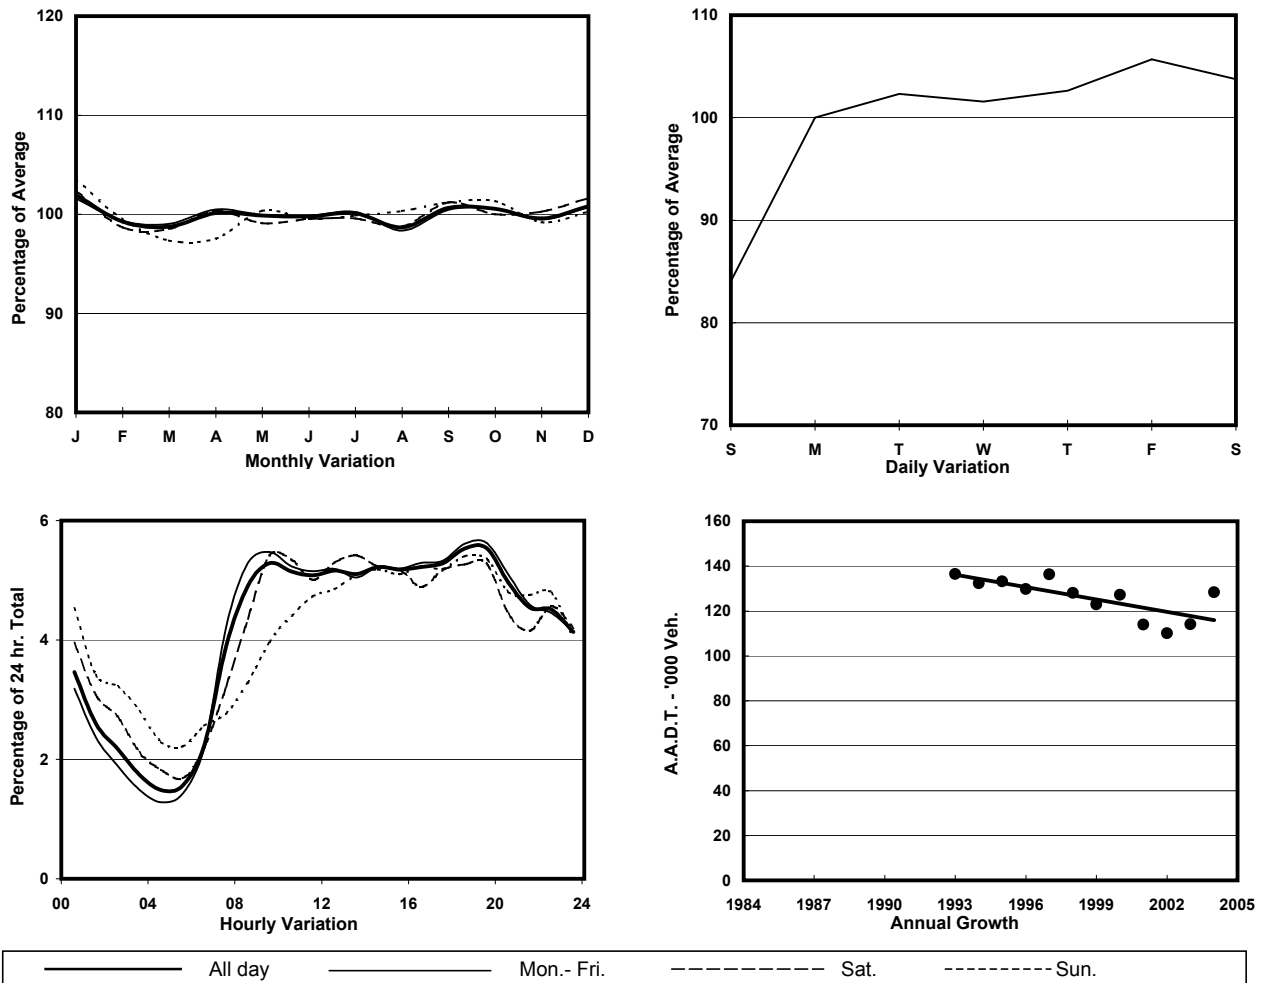 120
110
100
90
80
Percentage of Average
J F M A M J J A S O N D
Monthly Variation
110
100
90
80
70
Percentage of Average
S M T W T F S
Daily Variation
6
4
2
0
Percentage of 24 hr. Total
00 04 08 12 16 20 24
Hourly Variation
160
140
120
100
80
60
40
20
0
A.A.D.T. - '000 Veh.
1984 1987 1990 1993 1996 1999 2002 2005
Annual Growth
All day Mon.- Fri. Sat. Sun.